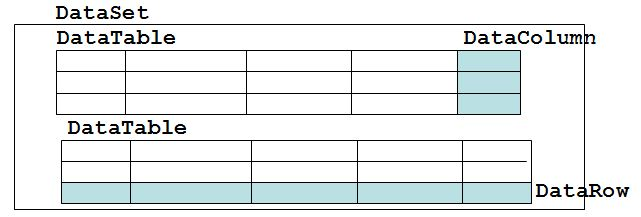 DataSet
DataTable DataColumn
DataTable
DataRow